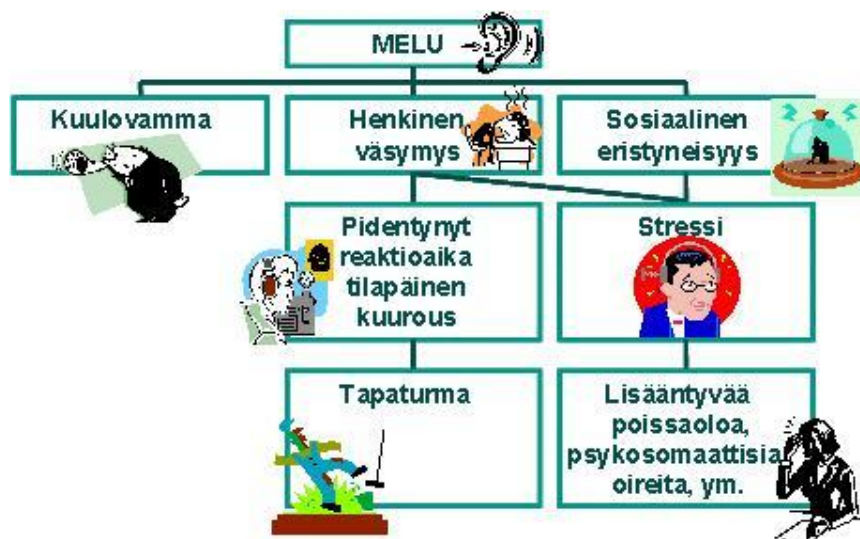 MELU
Kuulovamma
Henkinen
väsymys
Sosiaalinen
eristyneisyys
Pidentynyt
reaktioaika
tilapäinen
kuurous
Stressi
Tapaturma
Lisääntyvää
poissaoloa,
psykosomaattisia
oireita, ym.